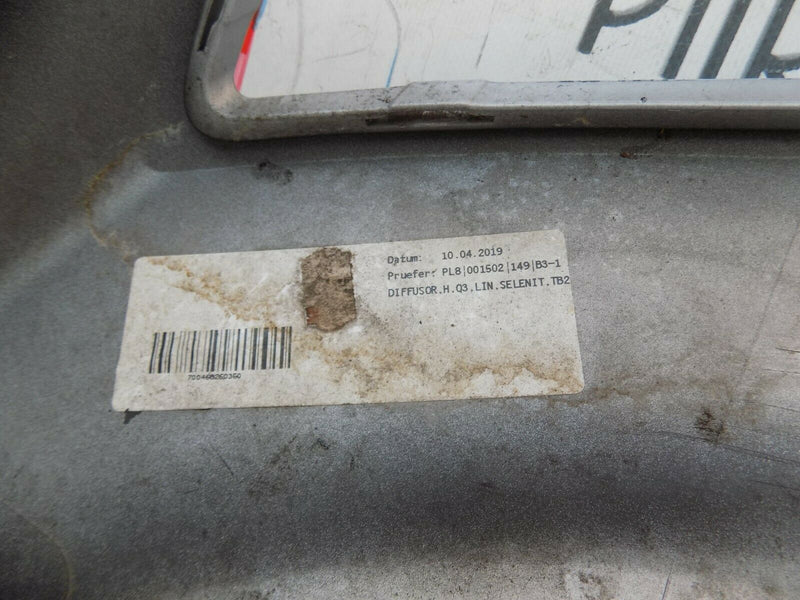 Datum: 10.04.2019
Pruefer: PL8|001502|149|B3-1
DIFFUSOR.H.Q3.LIN.SELENIT.TB2